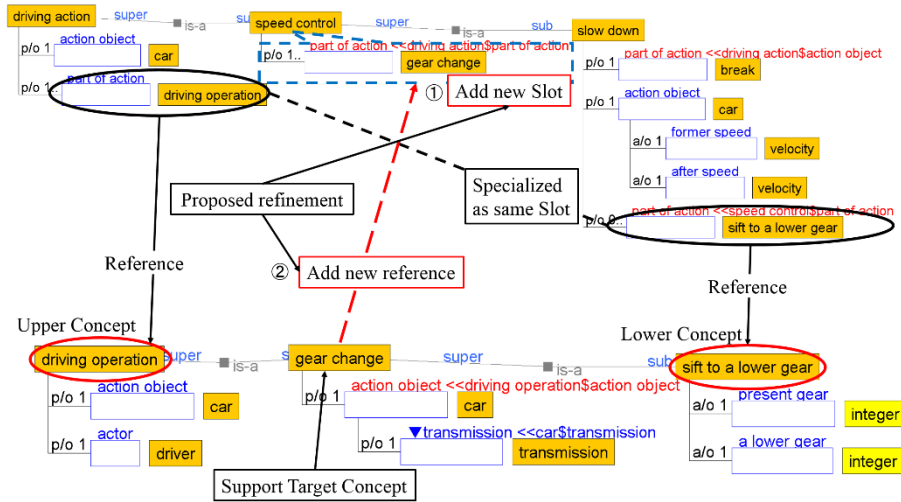 driving action
super
is-a
super
speed control
super
is-a
sub
slow down
action object
p/o 1
car
part of action
p/o 1..
driving operation
part of action <<driving action$part of action
p/o 1..
gear change
① Add new Slot
part of action <<driving action$action object
p/o 1
break
action object
p/o 1
car
former speed
a/o 1
velocity
after speed
a/o 1
velocity
part of action <<speed control$part of action
p/o 0..
sift to a lower gear
Proposed refinement
Specialized
as same Slot
② Add new reference
Reference
Reference
Upper Concept
Lower Concept
driving operation
super
is-a
gear change
super
is-a
sub
sift to a lower gear
action object
p/o 1
car
actor
p/o 1
driver
action object <<driving operation$action object
p/o 1
car
▼transmission <<car$transmission
p/o 1
transmission
present gear
a/o 1
integer
a lower gear
a/o 1
integer
Support Target Concept